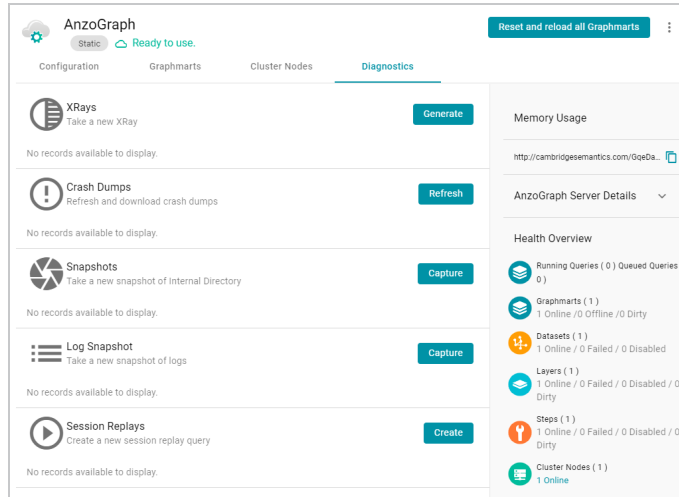 AnzoGraph
Static Ready to use.
Reset and reload all Graphmarts
Configuration Graphmarts Cluster Nodes Diagnostics
XRays
Take a new XRay
Generate
No records available to display.
Crash Dumps
Refresh and download crash dumps
Refresh
No records available to display.
Snapshots
Take a new snapshot of Internal Directory
Capture
No records available to display.
Log Snapshot
Take a new snapshot of logs
Capture
No records available to display.
Session Replays
Create a new session replay query
Create
No records available to display.
Memory Usage
http://cambridgesemantics.com/GqeDa...
AnzoGraph Server Details
Health Overview
Running Queries ( 0 ) Queued Queries
0 )
Graphmarts ( 1 )
1 Online /0 Offline /0 Dirty
Datasets ( 1 )
1 Online / 0 Failed / 0 Disabled
Layers ( 1 )
1 Online / 0 Failed / 0 Disabled / 0
Dirty
Steps ( 1 )
1 Online / 0 Failed / 0 Disabled / 0
Dirty
Cluster Nodes ( 1 )
1 Online